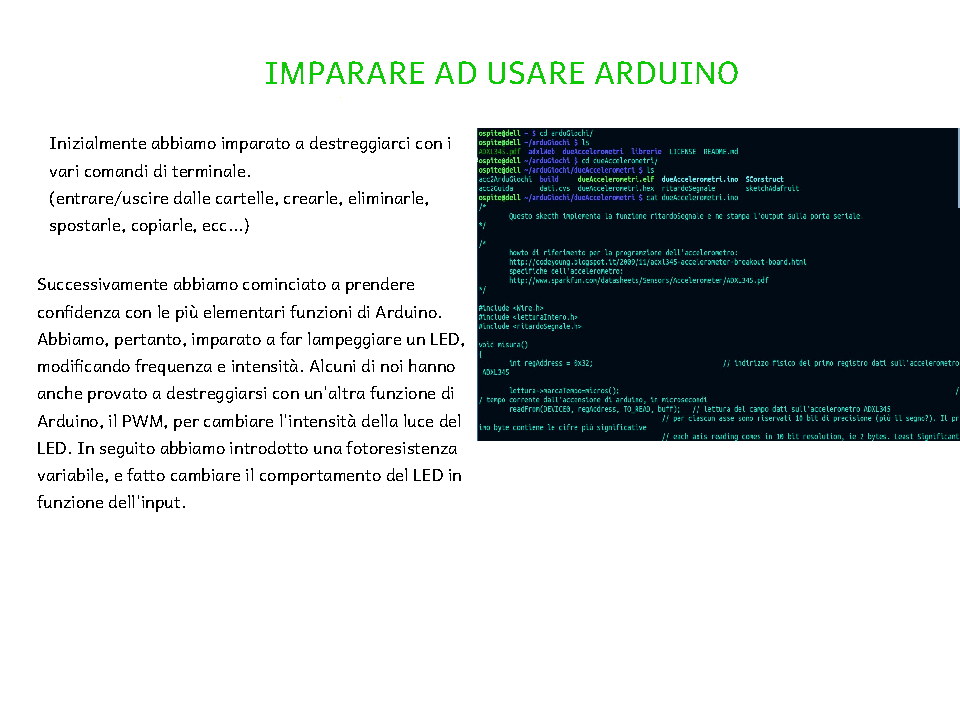 IMPARARE AD USARE ARDUINO
Inizialmente abbiamo imparato a destreggiarci con i
vari comandi di terminale.
(entrare/uscire dalle cartelle, crearle, eliminarle,
spostarle, copiarle, ecc...)
Successivamente abbiamo cominciato a prendere
confidenza con le più elementari funzioni di Arduino.
Abbiamo, pertanto, imparato a far lampeggiare un LED,
modificando frequenza e intensità. Alcuni di noi hanno
anche provato a destreggiarsi con un'altra funzione di
Arduino, il PWM, per cambiare l'intensità della luce del
LED. In seguito abbiamo introdotto una fotoresistenza
variabile, e fatto cambiare il comportamento del LED in
funzione dell'input.
ospite@dell ~ $ cd arduGiochi/
ospite@dell ~/arduGiochi $ ls
ADXL345.pdf adxlWeb dueAccelerometri librerie LICENSE README.md
ospite@dell ~/arduGiochi $ cd dueAccelerometri/
ospite@dell ~/arduGiochi/dueAccelerometri $ ls
acc2ArduGiochi build dueAccelerometri.elf dueAccelerometri.ino SConstruct
acc2Guida dati.cvs dueAccelerometri.hex ritardoSegnale sketchAdafruit
ospite@dell ~/arduGiochi/dueAccelerometri $ cat dueAccelerometri.ino
/*
Questo skecth implementa la funzione ritardoSegnale e ne stampa l'output sulla porta seriale
*/
/*
howto di riferimento per la programzione dell'accelerometro:
http://codeyoung.blogspot.it/2009/11/adxl345-accelerometer-breakout-board.html
specifiche dell'accelerometro:
http://www.sparkfun.com/datasheets/Sensors/Accelerometer/ADXL345.pdf
*/
#include <Wire.h>
#include <letturaIntero.h>
#include <ritardoSegnale.h>
void misura()
{
int regAddress = 0x32; // indirizzo fisico del primo registro dati sull'accelerometro
ADXL345
lettura->marcaTempo=micros(); /
/ tempo corrente dall'accensione di arduino, in microsecondi
readFrom(DEVICE0, regAddress, TO_READ, buff); // lettura del campo dati sull'accelerometro ADXL345
// per ciascun asse sono riservati 10 bit di precisione (più il segno?). Il pr
imo byte contiene le cifre più significative
// each axis reading comes in 10 bit resolution, ie 2 bytes. Least Significant